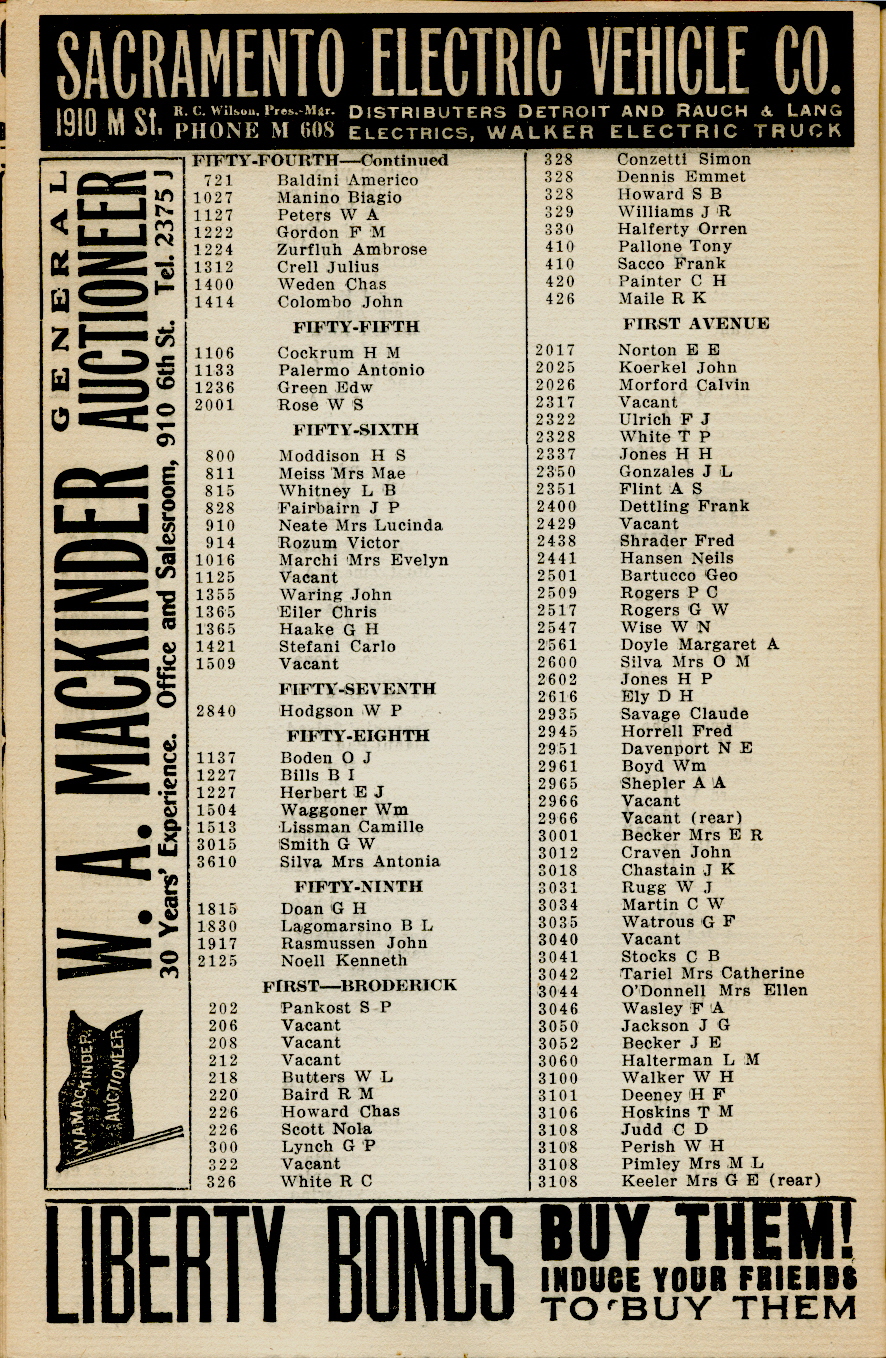 SACRAMENTO ELECTRIC VEHICLE CO.
1910 M St. R. C. Wilson, Pres.-Mgr. PHONE M 608
DISTRIBUTERS DETROIT AND RAUCH & LANG
ELECTRICS, WALKER ELECTRIC TRUCK
GENERAL
W. A. MACKINDER AUCTIONEER
30 Years' Experience. Office and Salesroom, 910 6th St. Tel. 2375 J
W.A.MACKINDER
AUCTIONEER
FIFTY-FOURTH—Continued
721 Baldini Americo
1027 Manino Biagio
1127 Peters W A
1222 Gordon F M
1224 Zurfluh Ambrose
1312 Crell Julius
1400 Weden Chas
1414 Colombo John
FIFTY-FIFTH
1106 Cockrum H M
1133 Palermo Antonio
1236 Green Edw
2001 Rose W S
FIFTY-SIXTH
800 Moddison H S
811 Meiss Mrs Mae
815 Whitney L B
828 Fairbairn J P
910 Neate Mrs Lucinda
914 Rozum Victor
1016 Marchi Mrs Evelyn
1125 Vacant
1355 Waring John
1365 Eiler Chris
1365 Haake G H
1421 Stefani Carlo
1509 Vacant
FIFTY-SEVENTH
2840 Hodgson W P
FIFTY-EIGHTH
1137 Boden O J
1227 Bills B I
1227 Herbert E J
1504 Waggoner Wm
1513 Lissman Camille
3015 Smith G W
3610 Silva Mrs Antonia
FIFTY-NINTH
1815 Doan G H
1830 Lagomarsino B L
1917 Rasmussen John
2125 Noell Kenneth
FIRST—BRODERICK
202 Pankost S P
206 Vacant
208 Vacant
212 Vacant
218 Butters W L
220 Baird R M
226 Howard Chas
226 Scott Nola
300 Lynch G P
322 Vacant
326 White R C
328 Conzetti Simon
328 Dennis Emmet
328 Howard S B
329 Williams J R
330 Halferty Orren
410 Pallone Tony
410 Sacco Frank
420 Painter C H
426 Maile R K
FIRST AVENUE
2017 Norton E E
2025 Koerkel John
2026 Morford Calvin
2317 Vacant
2322 Ulrich F J
2328 White T P
2337 Jones H H
2350 Gonzales J L
2351 Flint A S
2400 Dettling Frank
2429 Vacant
2438 Shrader Fred
2441 Hansen Neils
2501 Bartucco Geo
2509 Rogers P C
2517 Rogers G W
2547 Wise W N
2561 Doyle Margaret A
2600 Silva Mrs O M
2602 Jones H P
2616 Ely D H
2935 Savage Claude
2945 Horrell Fred
2951 Davenport N E
2961 Boyd Wm
2965 Shepler A A
2966 Vacant
2966 Vacant (rear)
3001 Becker Mrs E R
3012 Craven John
3018 Chastain J K
3031 Rugg W J
3034 Martin C W
3035 Watrous G F
3040 Vacant
3041 Stocks C B
3042 Tariel Mrs Catherine
3044 O'Donnell Mrs Ellen
3046 Wasley F A
3050 Jackson J G
3052 Becker J E
3060 Halterman L M
3100 Walker W H
3101 Deeney H F
3106 Hoskins T M
3108 Judd C D
3108 Perish W H
3108 Pimley Mrs M L
3108 Keeler Mrs G E (rear)
LIBERTY BONDS
BUY THEM!
INDUCE YOUR FRIENDS
TO BUY THEM